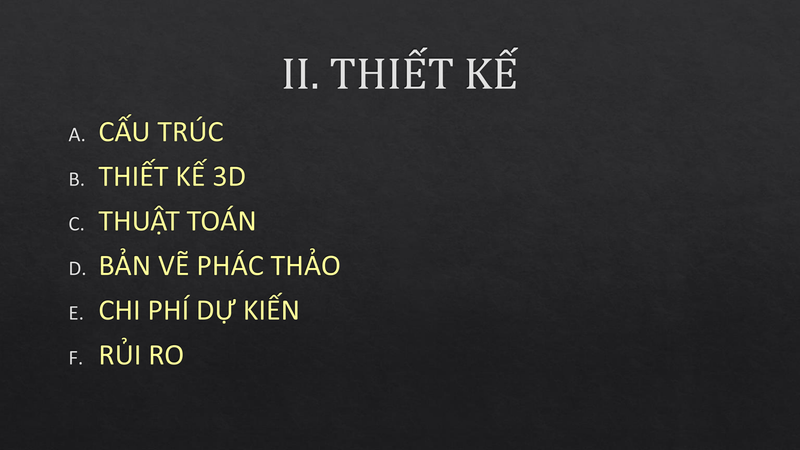 II. THIẾT KẾ
A. CẤU TRÚC
B. THIẾT KẾ 3D
C. THUẬT TOÁN
D. BẢN VẼ PHÁC THẢO
E. CHI PHÍ DỰ KIẾN
F. RỦI RO